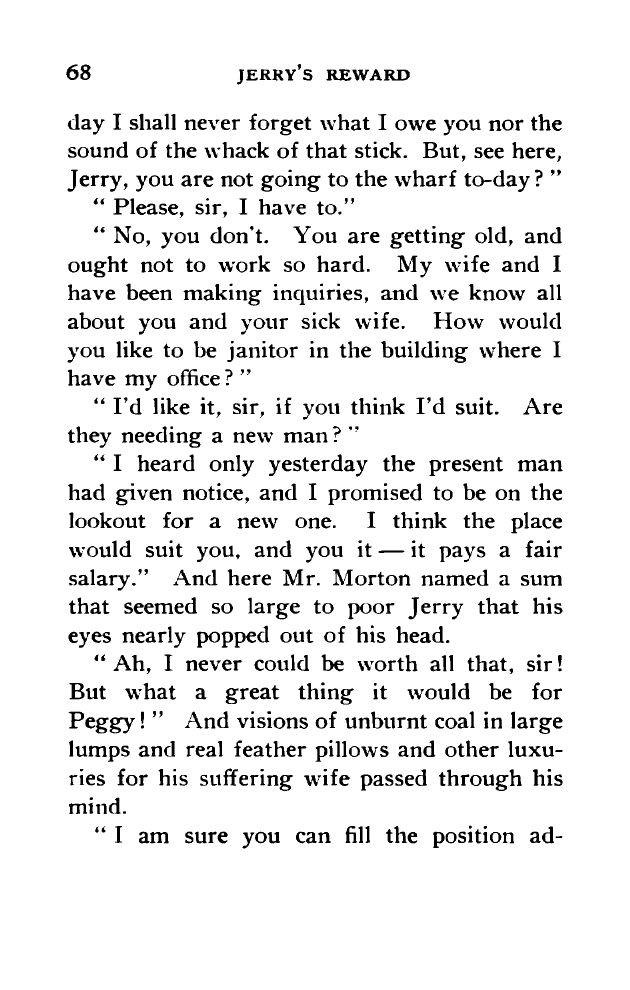 68 JERRY'S REWARD
day I shall never forget what I owe you nor the
sound of the whack of that stick. But, see here,
Jerry, you are not going to the wharf to-day?"
"Please, sir, I have to."
"No, you don't. You are getting old, and
ought not to work so hard. My wife and I
have been making inquiries, and we know all
about you and your sick wife. How would
you like to be janitor in the building where I
have my office?"
"I'd like it, sir, if you think I'd suit. Are
they needing a new man?"
"I heard only yesterday the present man
had given notice, and I promised to be on the
lookout for a new one. I think the place
would suit you, and you it — it pays a fair
salary." And here Mr. Morton named a sum
that seemed so large to poor Jerry that his
eyes nearly popped out of his head.
"Ah, I never could be worth all that, sir!
But what a great thing it would be for
Peggy!" And visions of unburnt coal in large
lumps and real feather pillows and other luxu-
ries for his suffering wife passed through his
mind.
"I am sure you can fill the position ad-